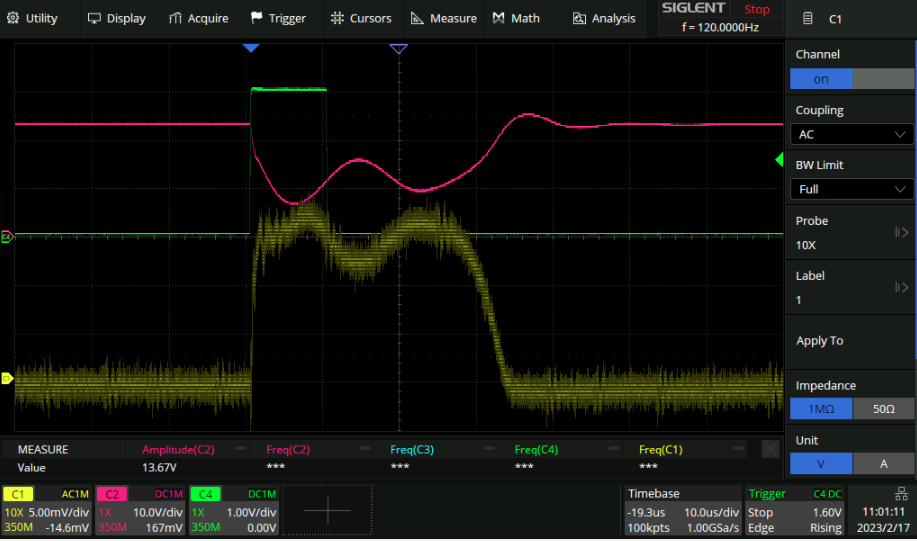 Utility Display Acquire Trigger Cursors Measure Math Analysis SIGLENT Stop
f = 120.0000Hz
C1
Channel
on
Coupling
AC
BW Limit
Full
Probe
10X
Label
1
Apply To
Impedance
1MΩ 50Ω
Unit
V A
MEASURE Amplitude(C2) Freq(C2) Freq(C3) Freq(C4) Freq(C1)
Value 13.67V *** *** *** ***
C1 AC1M
10X 5.00mV/div
350M -14.6mV
C2 DC1M
1X 10.0V/div
350M 167mV
C4 DC1M
1X 1.00V/div
350M 0.00V
Timebase
-19.3us 10.0us/div
100kpts 1.00GSa/s
Trigger C4 DC
Stop 1.60V
Edge Rising
11:01:11
2023/2/17